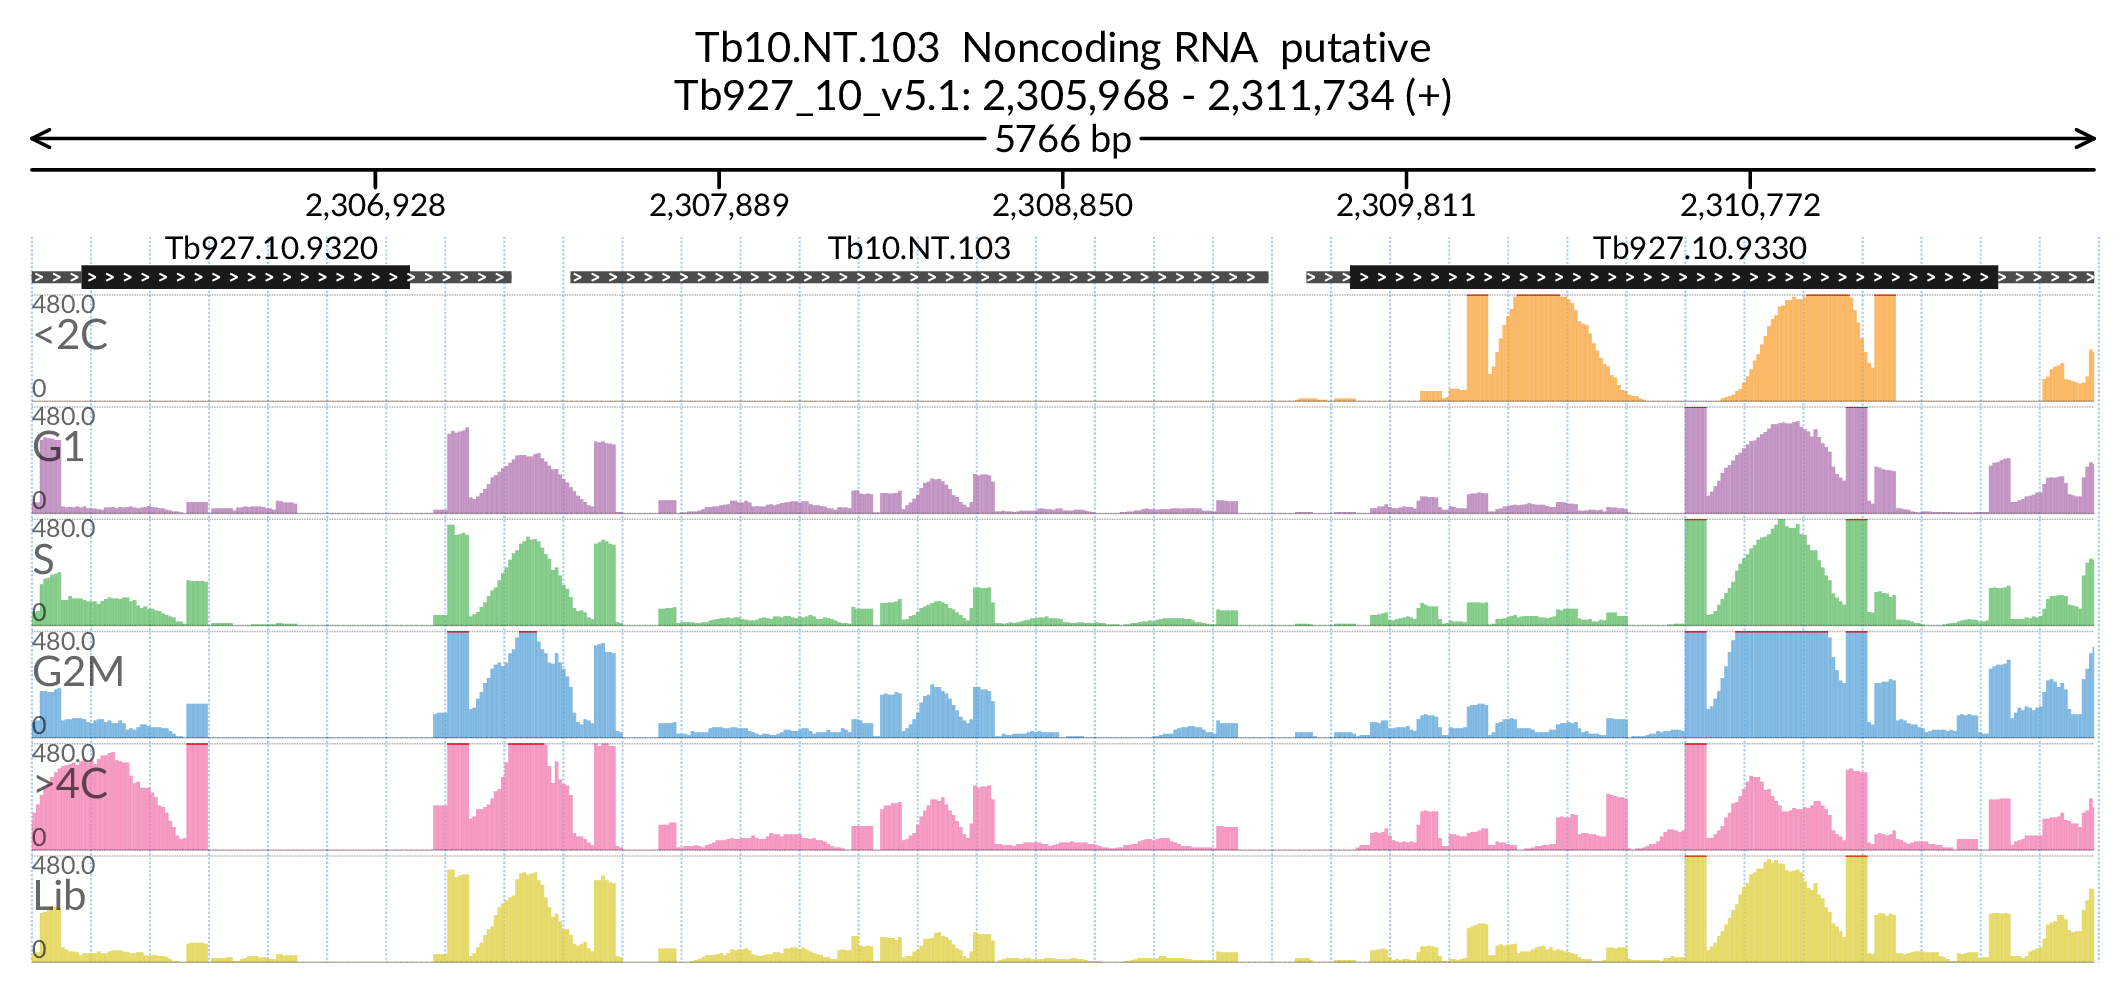 Tb10.NT.103 Noncoding RNA putative
Tb927_10_v5.1: 2,305,968 - 2,311,734 (+)
5766 bp
2,306,928 2,307,889 2,308,850 2,309,811 2,310,772
Tb927.10.9320 Tb10.NT.103 Tb927.10.9330
480.0
<2C
0
480.0
G1
0
480.0
S
0
480.0
G2M
0
480.0
>4C
0
480.0
Lib
0